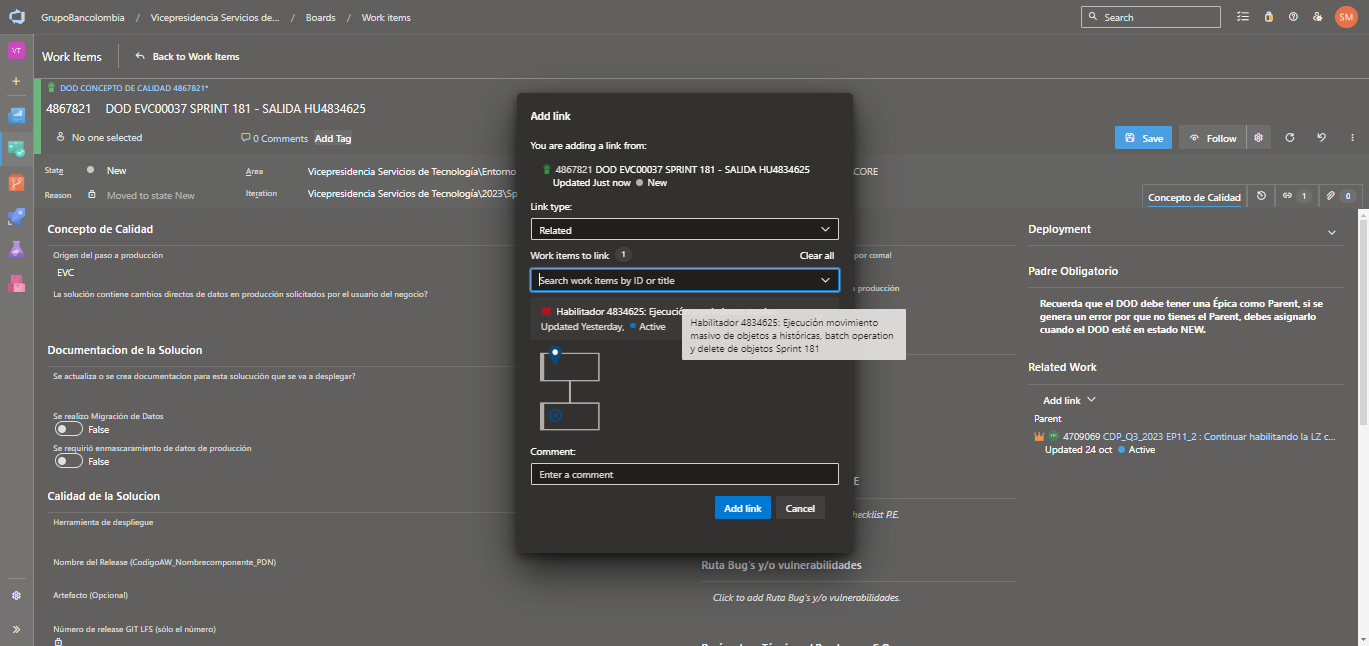 GrupoBancolombia / Vicepresidencia Servicios de... / Boards / Work items
Search
SM
VT
Work Items
Back to Work Items
DOD CONCEPTO DE CALIDAD 4867821*
4867821 DOD EVC00037 SPRINT 181 - SALIDA HU4834625
No one selected
0 Comments
Add Tag
Save
Follow
State
New
Area
Vicepresidencia Servicios de Tecnología\Entorno
CORE
Reason
Moved to state New
Iteration
Vicepresidencia Servicios de Tecnología\2023\Sp
Concepto de Calidad
1
0
Concepto de Calidad
Origen del paso a producción
EVC
La solución contiene cambios directos de datos en producción solicitados por el usuario del negocio?
Documentacion de la Solucion
Se actualiza o se crea documentacion para esta solucución que se va a desplegar?
Se realizo Migración de Datos
False
Se requirió enmascaramiento de datos de producción
False
Calidad de la Solucion
Herramienta de despliegue
Nombre del Release (CodigoAW_Nombrecomponente_PDN)
Artefacto (Opcional)
Número de release GIT LFS (sólo el número)
Add link
You are adding a link from:
4867821 DOD EVC00037 SPRINT 181 - SALIDA HU4834625
Updated Just now New
Link type:
Related
Work items to link 1
Clear all
Search work items by ID or title
Habilitador 4834625: Ejecución movimiento masivo
Updated Yesterday, Active
Habilitador 4834625: Ejecución movimiento
masivo de objetos a históricas, batch operation
y delete de objetos Sprint 181
Comment:
Enter a comment
Add link
Cancel
por comal
producción
E
hecklist P.E.
Ruta Bug's y/o vulnerabilidades
Click to add Ruta Bug's y/o vulnerabilidades.
Deployment
Padre Obligatorio
Recuerda que el DOD debe tener una Épica como Parent, si se
genera un error por que no tienes el Parent, debes asignarlo
cuando el DOD esté en estado NEW.
Related Work
Add link
Parent
4709069 CDP_Q3_2023 EP11_2 : Continuar habilitando la LZ c...
Updated 24 oct Active